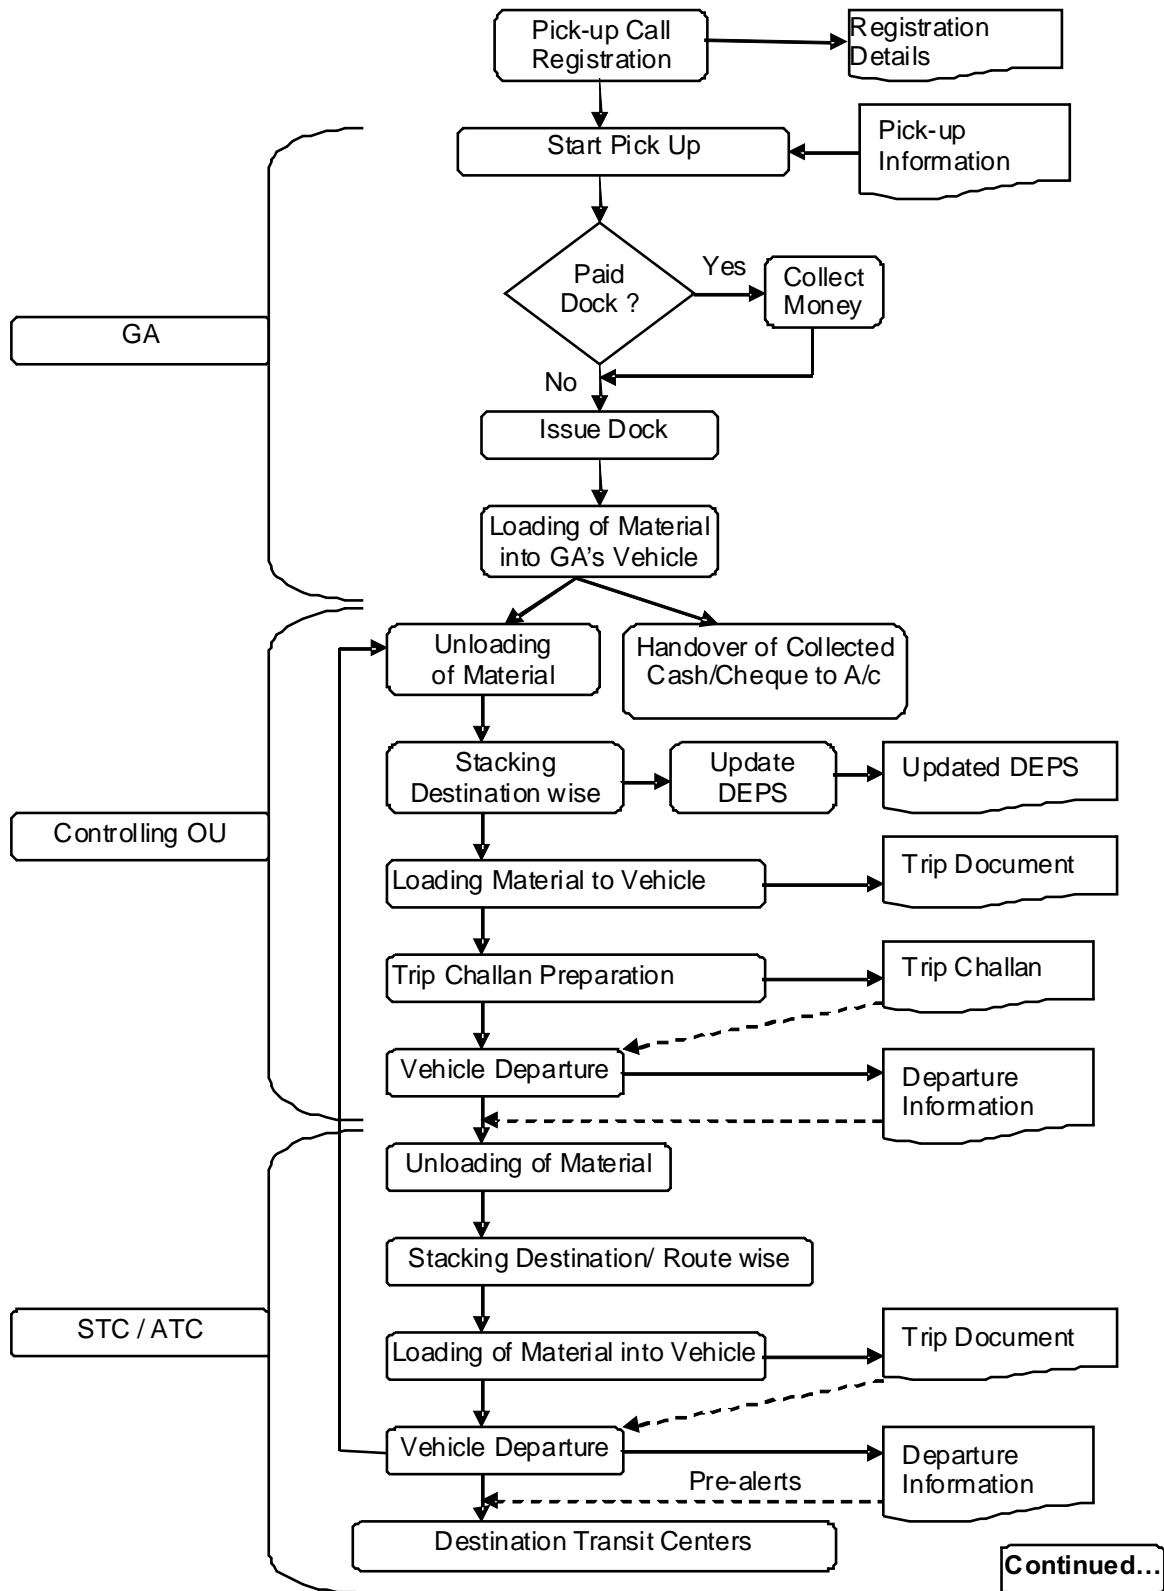 Pick-up Call
Registration
Registration
Details
Start Pick Up
Pick-up
Information
Paid
Dock ?
Yes
Collect
Money
GA
No
Issue Dock
Loading of Material
into GA's Vehicle
Unloading
of Material
Handover of Collected
Cash/Cheque to A/c
Stacking
Destination wise
Update
DEPS
Updated DEPS
Controlling OU
Loading Material to Vehicle
Trip Document
Trip Challan Preparation
Trip Challan
Vehicle Departure
Departure
Information
Unloading of Material
Stacking Destination/ Route wise
STC / ATC
Loading of Material into Vehicle
Trip Document
Vehicle Departure
Departure
Information
Pre-alerts
Destination Transit Centers
Continued...